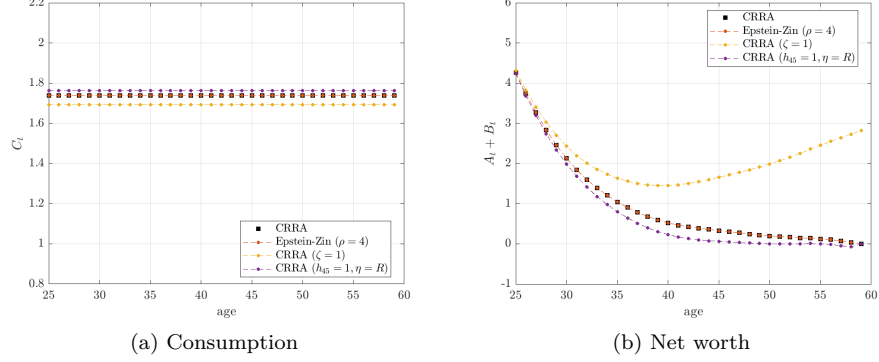 2.2
2
1.8
1.6
1.4
1.2
1
0.8
C_t
25 30 35 40 45 50 55 60
age
CRRA
Epstein-Zin (ρ = 4)
CRRA (ζ = 1)
CRRA (h_45 = 1, η = R)
(a) Consumption
6
5
4
3
2
1
0
-1
A_t + B_t
25 30 35 40 45 50 55 60
age
CRRA
Epstein-Zin (ρ = 4)
CRRA (ζ = 1)
CRRA (h_45 = 1, η = R)
(b) Net worth